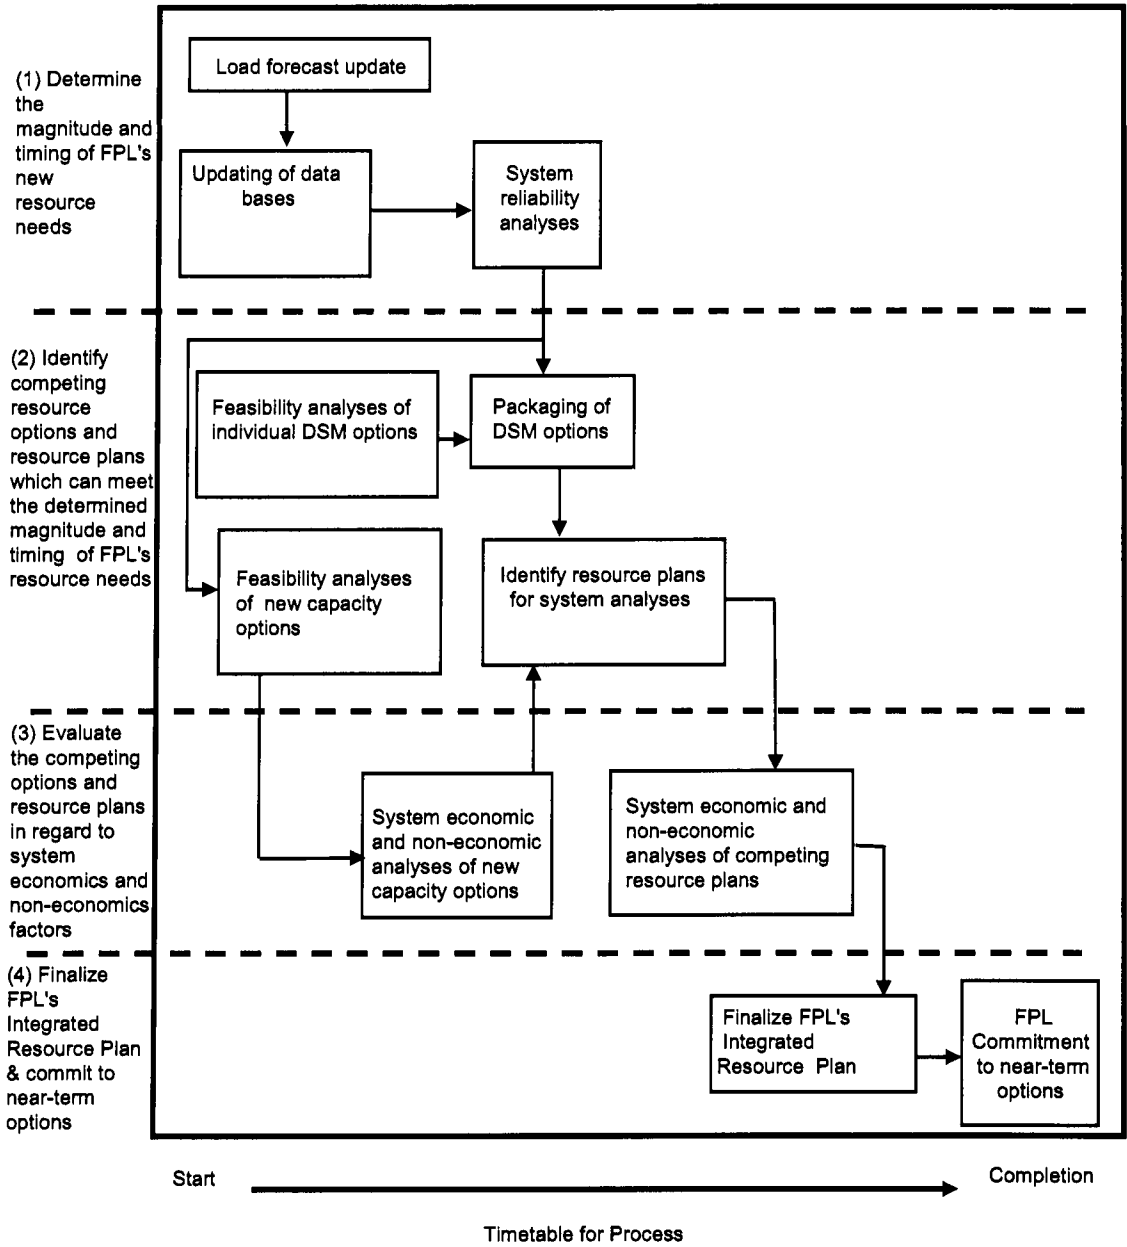 (1) Determine
the
magnitude and
timing of FPL's
new
resource
needs
Load forecast update
Updating of data
bases
System
reliability
analyses
(2) Identify
competing
resource
options and
resource plans
which can meet
the determined
magnitude and
timing of FPL's
resource needs
Feasibility analyses of
individual DSM options
Packaging of
DSM options
Feasibility analyses
of new capacity
options
Identify resource plans
for system analyses
(3) Evaluate
the competing
options and
resource plans
in regard to
system
economics and
non-economics
factors
System economic
and non-economic
analyses of new
capacity options
System economic and
non-economic
analyses of competing
resource plans
(4) Finalize
FPL's
Integrated
Resource Plan
& commit to
near-term
options
Finalize FPL's
Integrated
Resource Plan
FPL
Commitment
to near-term
options
Start
Completion
Timetable for Process